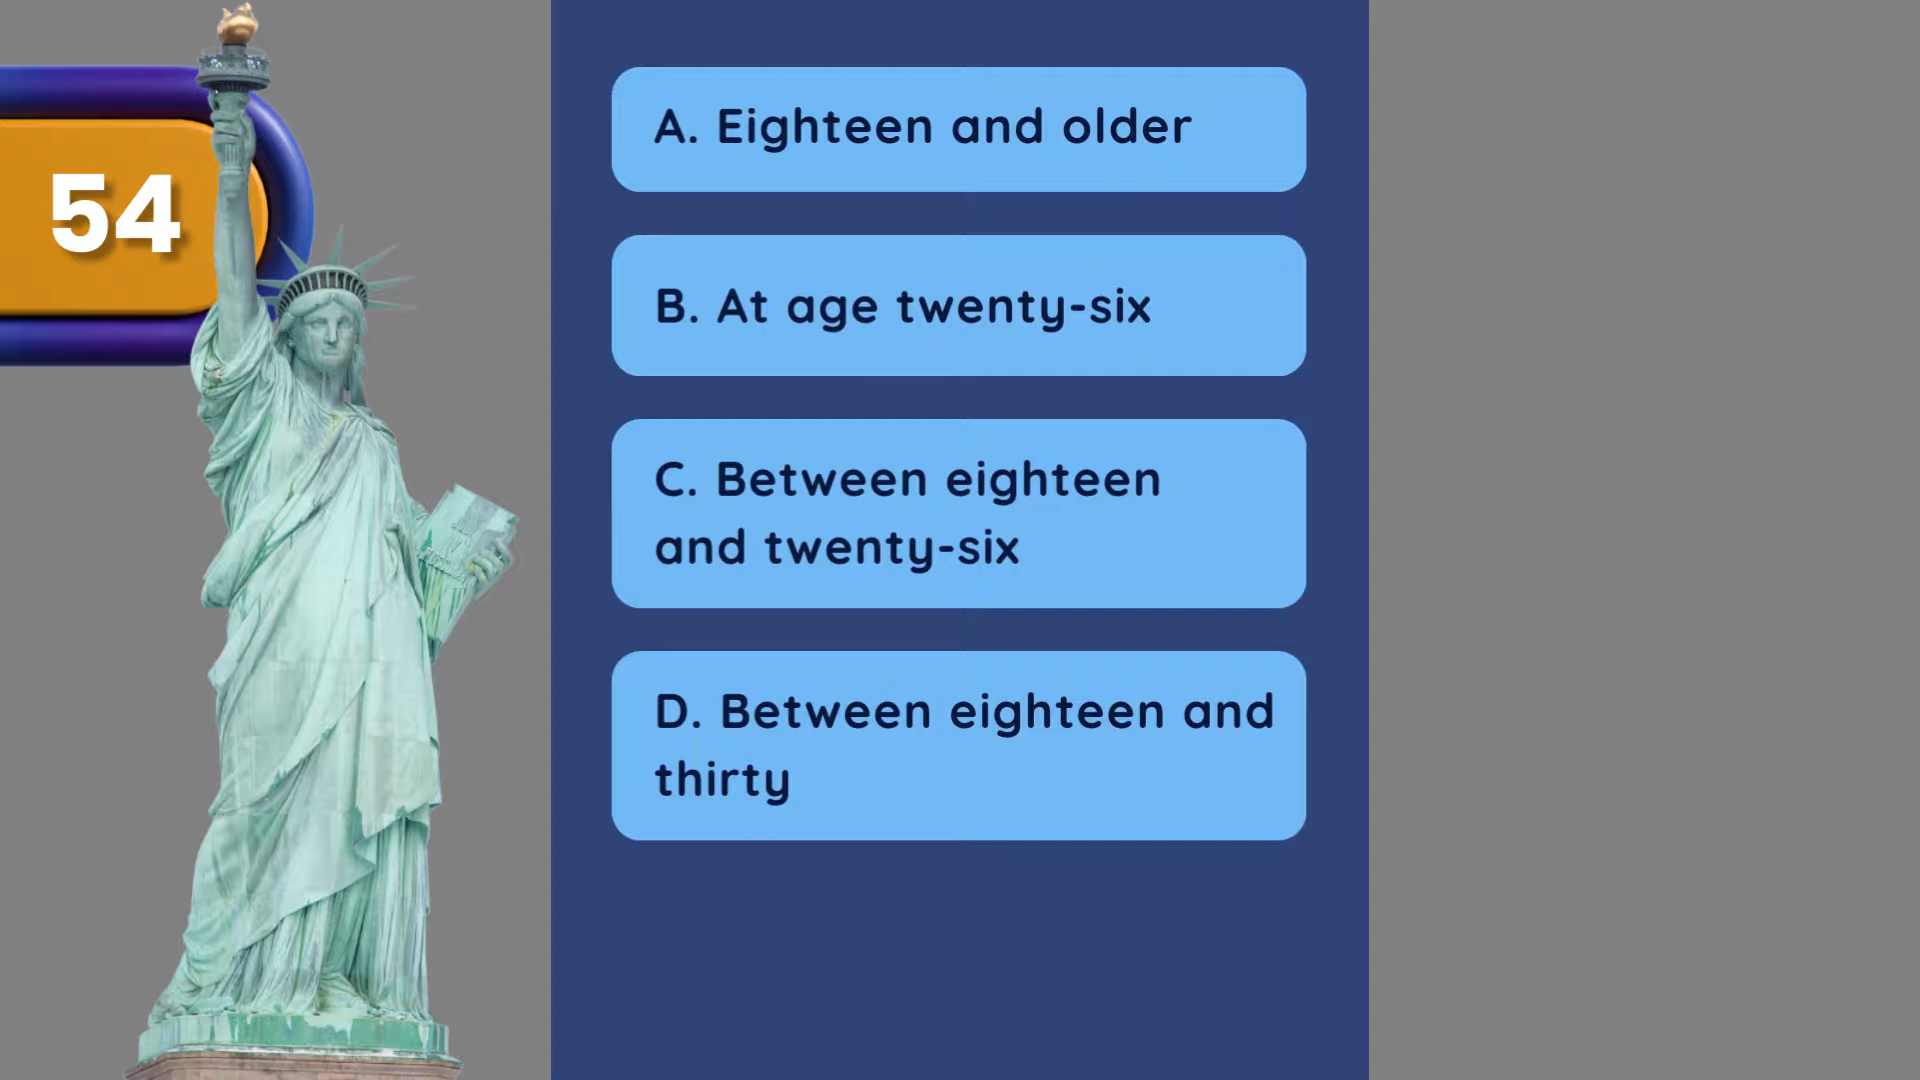 54
A. Eighteen and older
B. At age twenty-six
C. Between eighteen
and twenty-six
D. Between eighteen and
thirty